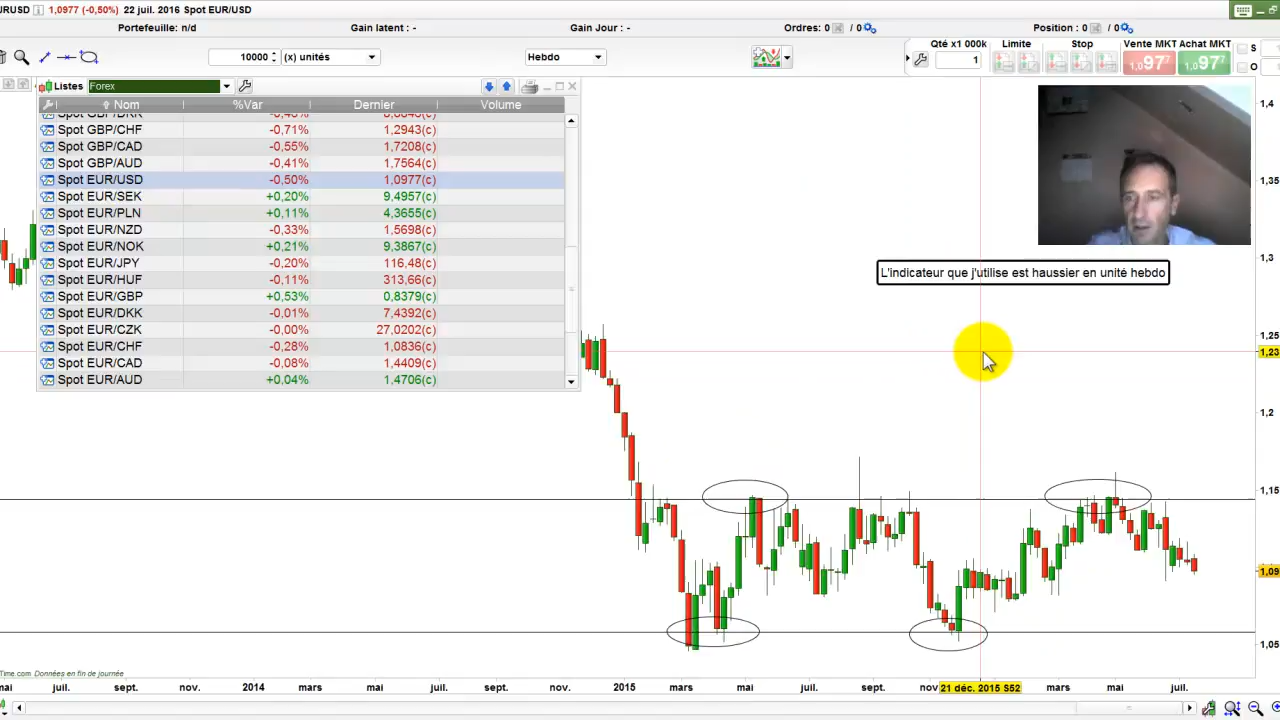 URUSD 1,0977 (-0,50%) 22 juil. 2016 Spot EUR/USD
Portefeuille: n/d Gain latent : - Gain Jour : - Ordres: 0 / 0 Position : 0 / 0
10000 (x) unités Hebdo
Qté x1 000k Limite Stop Vente MKT Achat MKT S
1 1,0977 1,0977 O
Listes Forex
Nom %Var Dernier Volume
Spot GBP/CHF -0,71% 1,2943(c)
Spot GBP/CAD -0,55% 1,7208(c)
Spot GBP/AUD -0,41% 1,7564(c)
Spot EUR/USD -0,50% 1,0977(c)
Spot EUR/SEK +0,20% 9,4957(c)
Spot EUR/PLN +0,11% 4,3655(c)
Spot EUR/NZD -0,33% 1,5698(c)
Spot EUR/NOK +0,21% 9,3867(c)
Spot EUR/JPY -0,20% 116,48(c)
Spot EUR/HUF -0,11% 313,66(c)
Spot EUR/GBP +0,53% 0,8379(c)
Spot EUR/DKK -0,01% 7,4392(c)
Spot EUR/CZK -0,00% 27,0202(c)
Spot EUR/CHF -0,28% 1,0836(c)
Spot EUR/CAD -0,08% 1,4409(c)
Spot EUR/AUD +0,04% 1,4706(c)
L'indicateur que j'utilise est haussier en unité hebdo
1,4
1,35
1,3
1,25
1,23
1,2
1,15
1,09
1,05
Time.com Données en fin de journée
mai juil. sept. nov. 2014 mars mai juil. sept. nov. 2015 mars mai juil. sept. nov 21 déc. 2015 S52 mars mai juil.